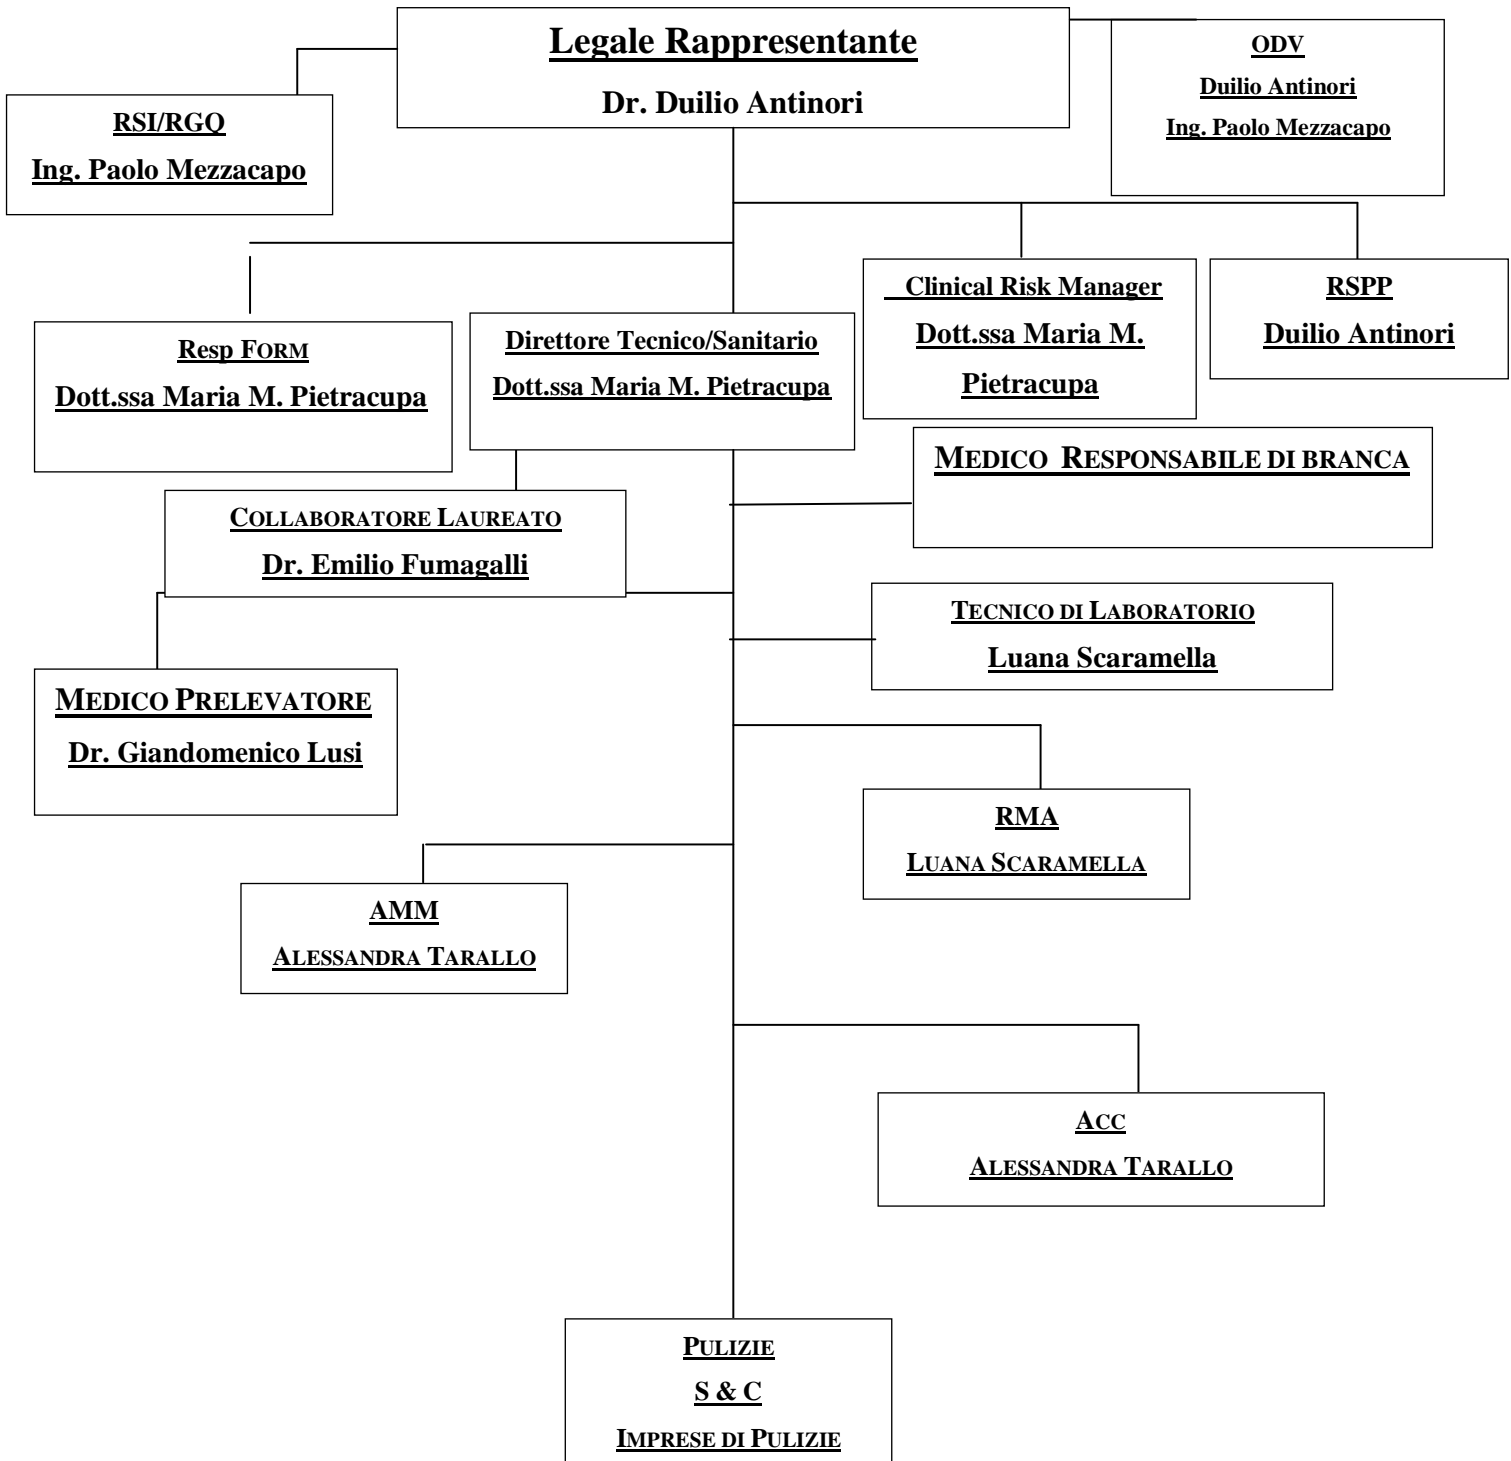 Legale Rappresentante
Dr. Duilio Antinori
ODV
Duilio Antinori
Ing. Paolo Mezzacapo
RSI/RGQ
Ing. Paolo Mezzacapo
Clinical Risk Manager
Dott.ssa Maria M.
Pietracupa
RSPP
Duilio Antinori
Resp FORM
Dott.ssa Maria M. Pietracupa
Direttore Tecnico/Sanitario
Dott.ssa Maria M. Pietracupa
MEDICO RESPONSABILE DI BRANCA
COLLABORATORE LAUREATO
Dr. Emilio Fumagalli
TECNICO DI LABORATORIO
Luana Scaramella
MEDICO PRELEVATORE
Dr. Giandomenico Lusi
RMA
LUANA SCARAMELLA
AMM
ALESSANDRA TARALLO
ACC
ALESSANDRA TARALLO
PULIZIE
S & C
IMPRESE DI PULIZIE